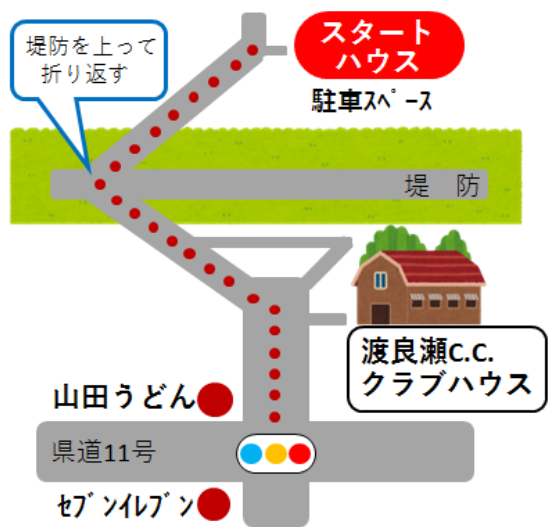 堤防を上って
折り返す
スタート
ハウス
駐車ｽﾍﾟｰｽ
堤　防
渡良瀬C.C.
クラブハウス
山田うどん
県道11号
ｾﾌﾞﾝｲﾚﾌﾞﾝ